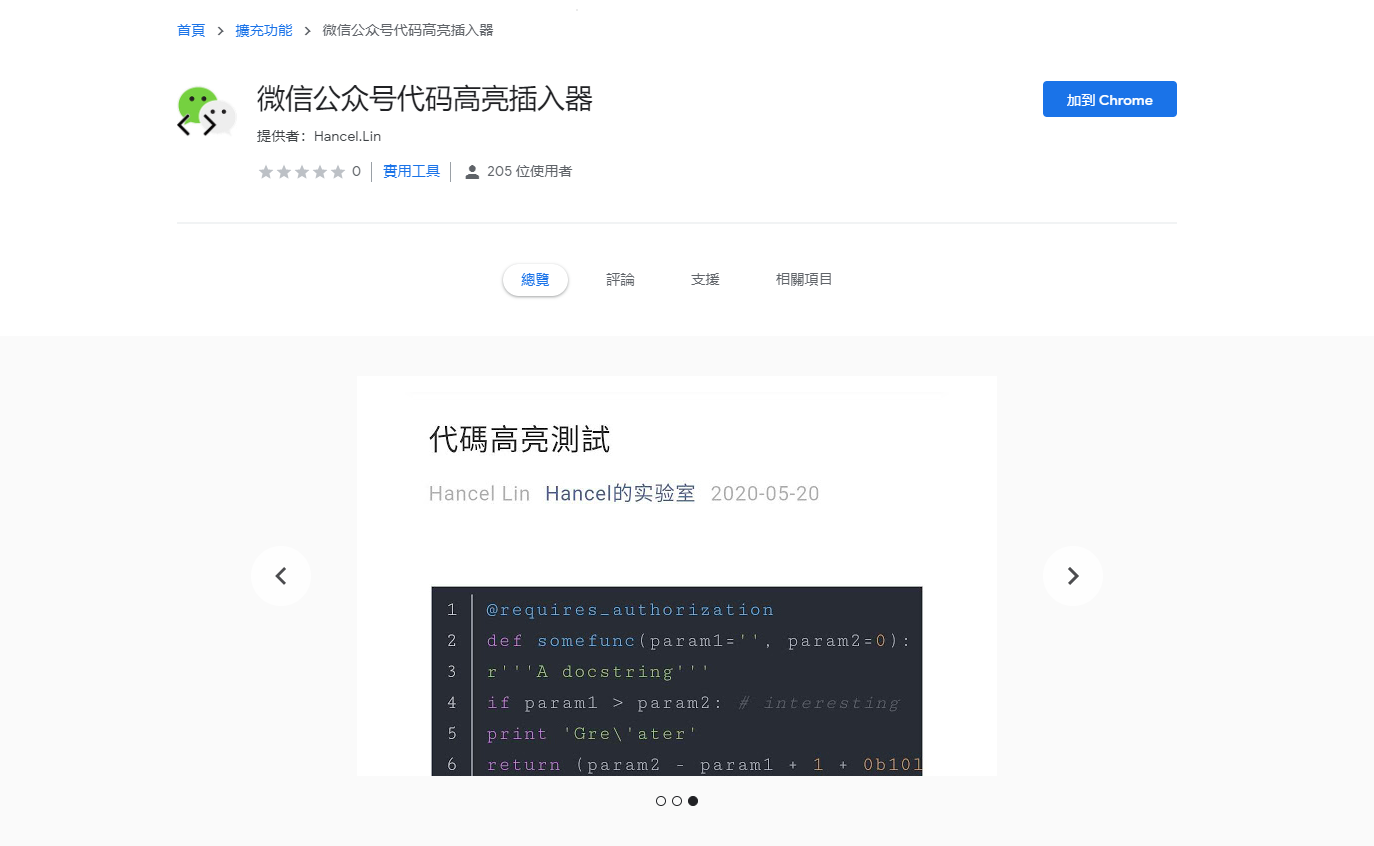 首頁 > 擴充功能 > 微信公众号代码高亮插入器
微信公众号代码高亮插入器
加到 Chrome
提供者： Hancel.Lin
0 實用工具 205 位使用者
總覽 評論 支援 相關項目
代碼高亮測試
Hancel Lin Hancel的实验室 2020-05-20
1 @requires_authorization
2 def somefunc(param1='', param2=0):
3 r'''A docstring'''
4 if param1 > param2: # interesting
5 print 'Gre\'ater'
6 return (param2 - param1 + 1 + 0b101